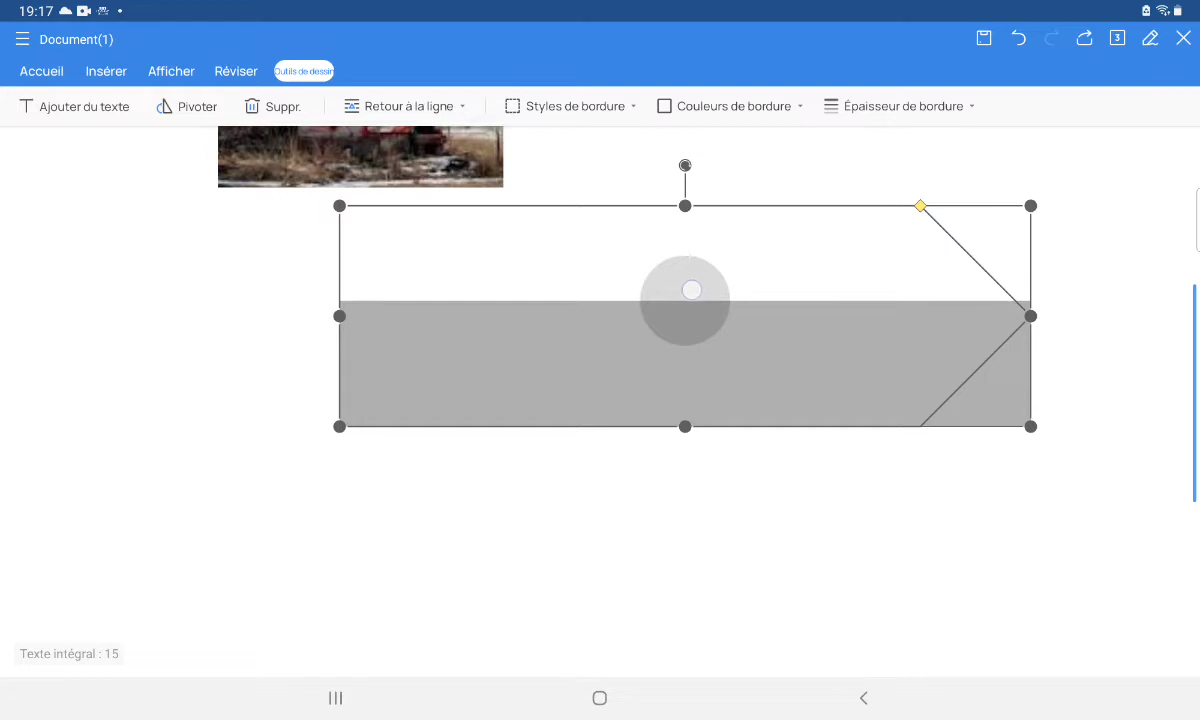 19:17
Document(1)
3
Accueil
Insérer
Afficher
Réviser
Outils de dessin
Ajouter du texte
Pivoter
Suppr.
Retour à la ligne
Styles de bordure
Couleurs de bordure
Épaisseur de bordure
Texte intégral : 15